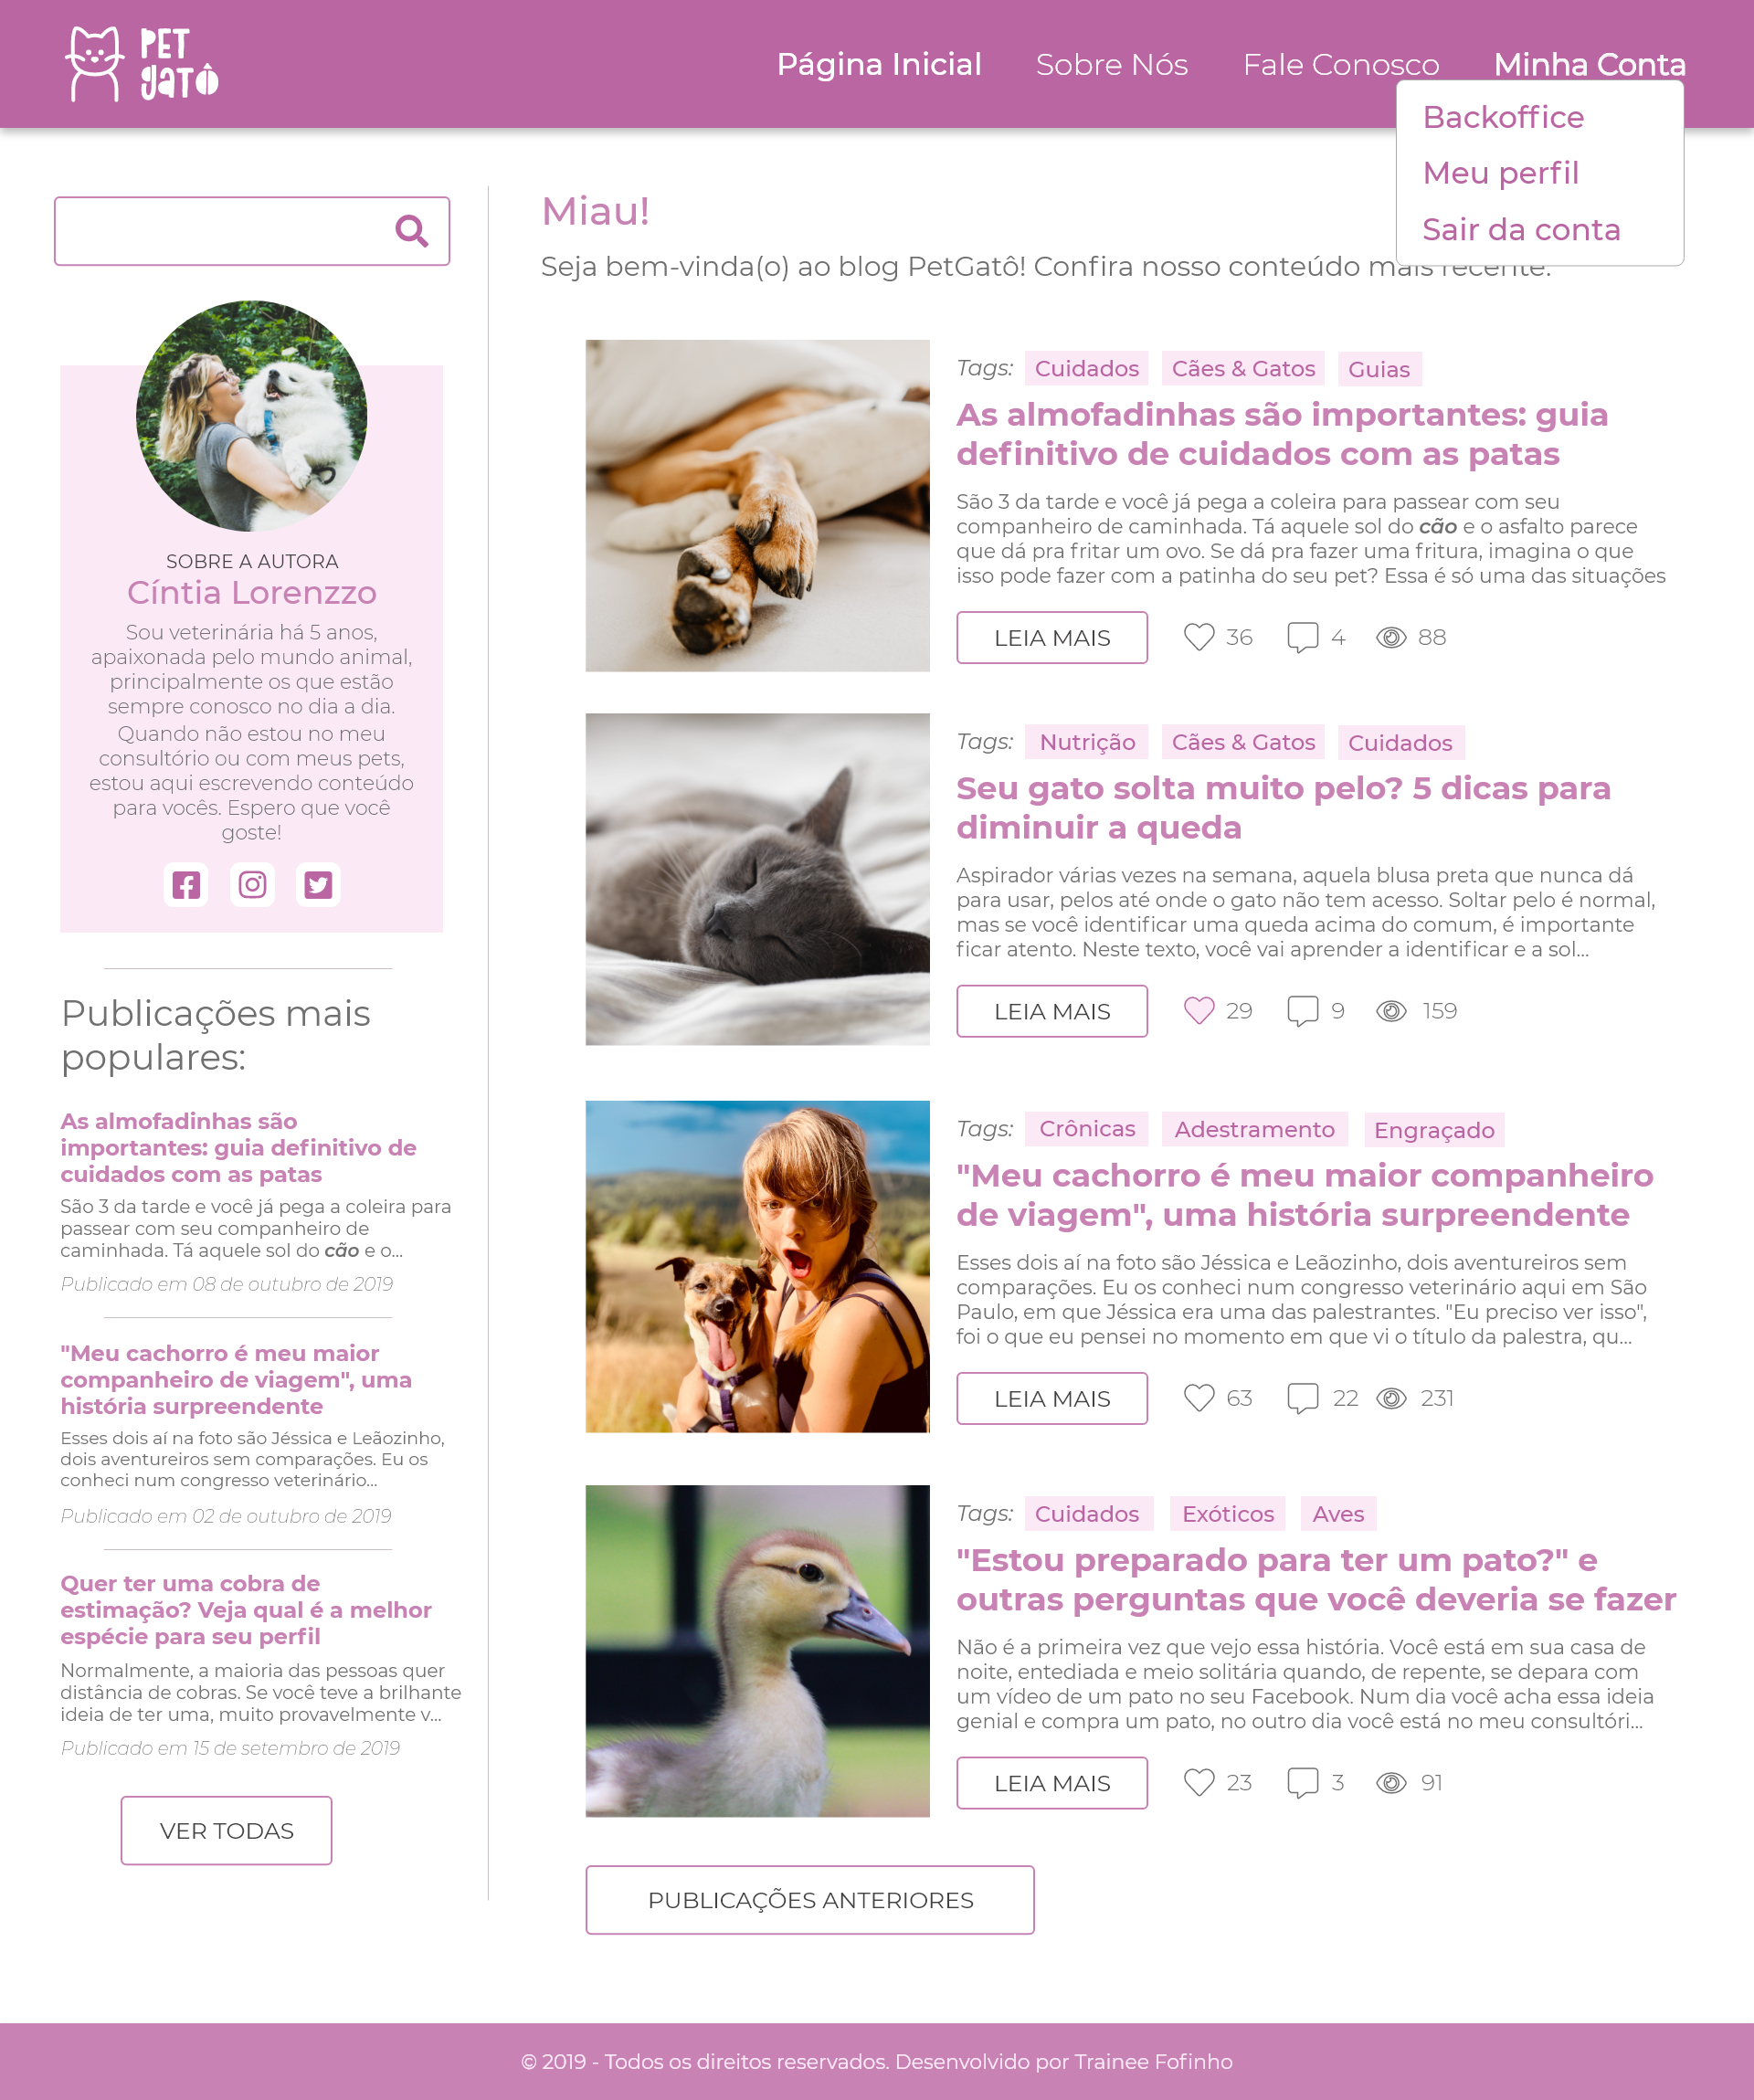 PET
gATÔ
Página Inicial
Sobre Nós
Fale Conosco
Minha Conta
Backoffice
Meu perfil
Sair da conta
SOBRE A AUTORA
Cíntia Lorenzzo
Sou veterinária há 5 anos,
apaixonada pelo mundo animal,
principalmente os que estão
sempre conosco no dia a dia.
Quando não estou no meu
consultório ou com meus pets,
estou aqui escrevendo conteúdo
para vocês. Espero que você
goste!
Publicações mais
populares:
As almofadinhas são
importantes: guia definitivo de
cuidados com as patas
São 3 da tarde e você já pega a coleira para
passear com seu companheiro de
caminhada. Tá aquele sol do cão e o...
Publicado em 08 de outubro de 2019
"Meu cachorro é meu maior
companheiro de viagem", uma
história surpreendente
Esses dois aí na foto são Jéssica e Leãozinho,
dois aventureiros sem comparações. Eu os
conheci num congresso veterinário...
Publicado em 02 de outubro de 2019
Quer ter uma cobra de
estimação? Veja qual é a melhor
espécie para seu perfil
Normalmente, a maioria das pessoas quer
distância de cobras. Se você teve a brilhante
ideia de ter uma, muito provavelmente v...
Publicado em 15 de setembro de 2019
VER TODAS
Miau!
Seja bem-vinda(o) ao blog PetGatô! Confira nosso conteúdo mais recente.
Tags: Cuidados Cães & Gatos Guias
As almofadinhas são importantes: guia
definitivo de cuidados com as patas
São 3 da tarde e você já pega a coleira para passear com seu
companheiro de caminhada. Tá aquele sol do cão e o asfalto parece
que dá pra fritar um ovo. Se dá pra fazer uma fritura, imagina o que
isso pode fazer com a patinha do seu pet? Essa é só uma das situações
LEIA MAIS 36 4 88
Tags: Nutrição Cães & Gatos Cuidados
Seu gato solta muito pelo? 5 dicas para
diminuir a queda
Aspirador várias vezes na semana, aquela blusa preta que nunca dá
para usar, pelos até onde o gato não tem acesso. Soltar pelo é normal,
mas se você identificar uma queda acima do comum, é importante
ficar atento. Neste texto, você vai aprender a identificar e a sol...
LEIA MAIS 29 9 159
Tags: Crônicas Adestramento Engraçado
"Meu cachorro é meu maior companheiro
de viagem", uma história surpreendente
Esses dois aí na foto são Jéssica e Leãozinho, dois aventureiros sem
comparações. Eu os conheci num congresso veterinário aqui em São
Paulo, em que Jéssica era uma das palestrantes. "Eu preciso ver isso",
foi o que eu pensei no momento em que vi o título da palestra, qu...
LEIA MAIS 63 22 231
Tags: Cuidados Exóticos Aves
"Estou preparado para ter um pato?" e
outras perguntas que você deveria se fazer
Não é a primeira vez que vejo essa história. Você está em sua casa de
noite, entediada e meio solitária quando, de repente, se depara com
um vídeo de um pato no seu Facebook. Num dia você acha essa ideia
genial e compra um pato, no outro dia você está no meu consultóri...
LEIA MAIS 23 3 91
PUBLICAÇÕES ANTERIORES
© 2019 - Todos os direitos reservados. Desenvolvido por Trainee Fofinho